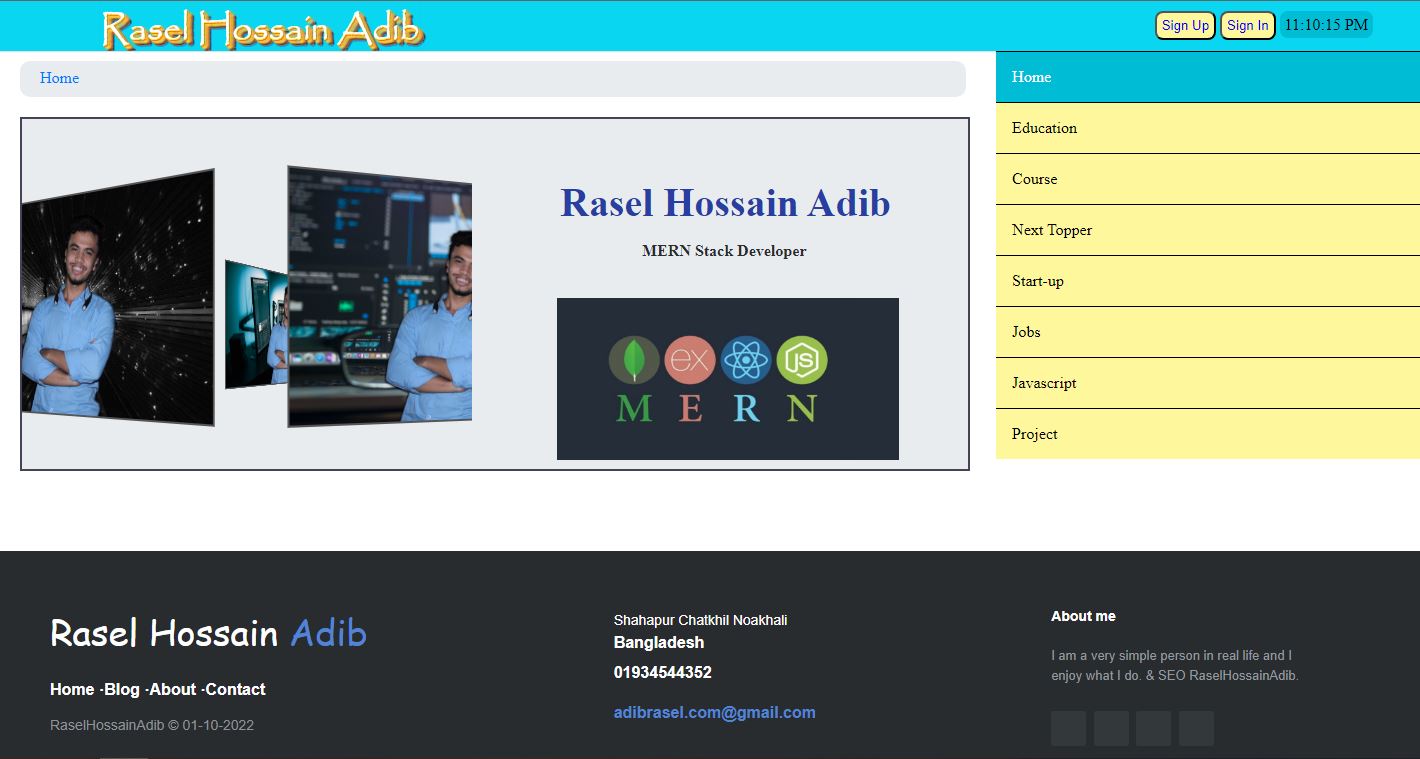 Rasel Hossain Adib
Sign Up Sign In 11:10:15 PM
Home
Home
Education
Course
Next Topper
Start-up
Jobs
Javascript
Project
Rasel Hossain Adib
MERN Stack Developer
ex JS
M E R N
Rasel Hossain Adib
Home ·Blog ·About ·Contact
RaselHossainAdib © 01-10-2022
Shahapur Chatkhil Noakhali
Bangladesh
01934544352
adibrasel.com@gmail.com
About me
I am a very simple person in real life and I
enjoy what I do. & SEO RaselHossainAdib.